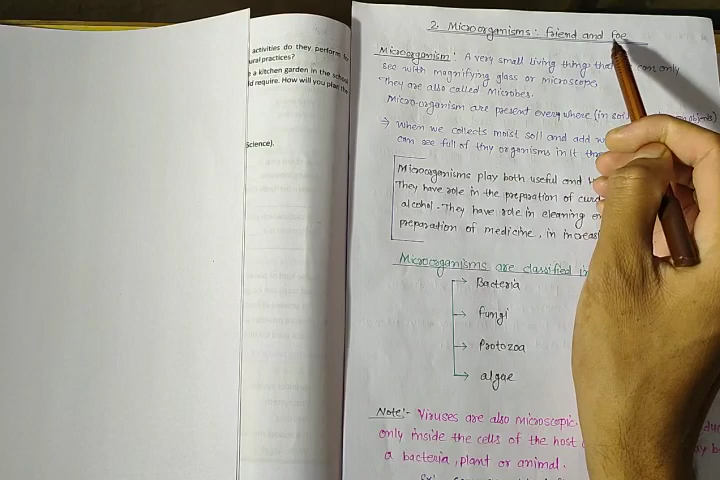 activities do they perform for
ural practices?
a kitchen garden in the school
ld require. How will you plan the
Science).
2. Microorganisms: friend and foe
Microorganism: A very small living things that can only
see with magnifying glass or microscope.
They are also called Microbes.
Micro-organism are present everywhere (in soil objects)
⇒ When we collects moist soil and add
can see full of tiny organisms in it
Microorganisms play both useful and
They have role in the preparation of curd
alcohol. They have role in cleaning
preparation of medicine, in
Microorganisms are classified
→ Bacteria
→ fungi
→ Protozoa
→ algae
Note:- Viruses are also microscopic
only inside the cells of the host
a bacteria, plant or animal.